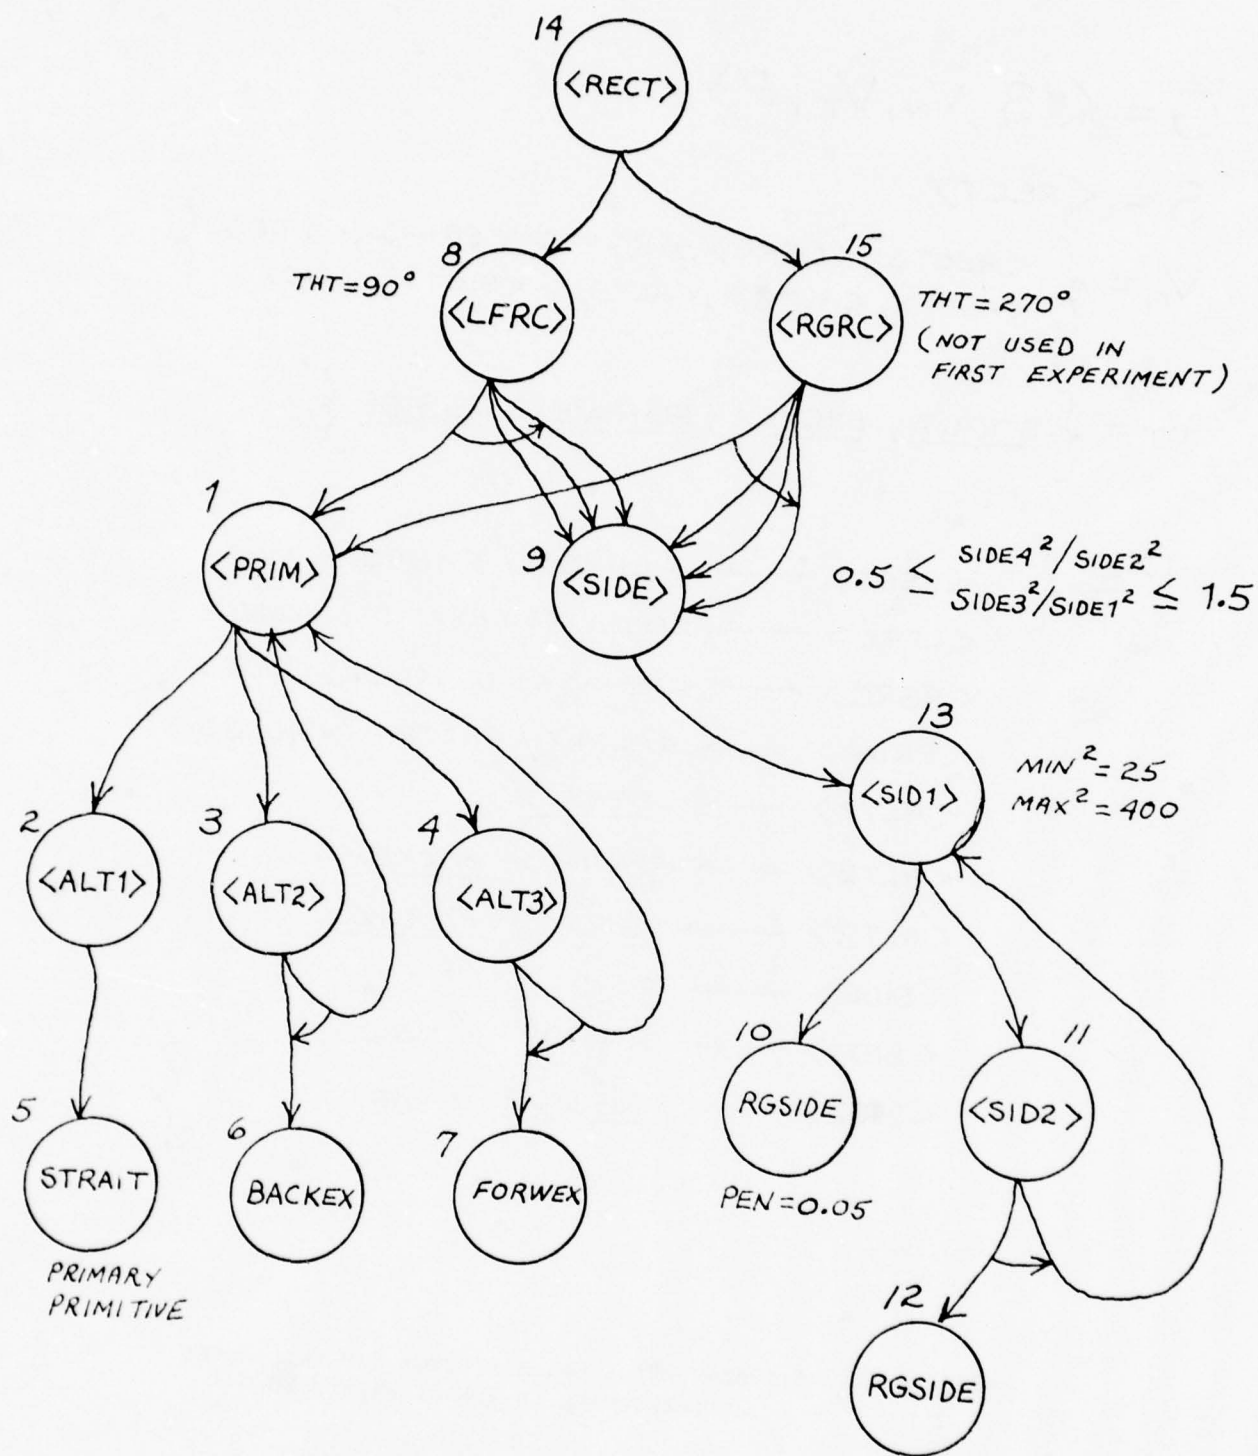 14
<RECT>
8
THT=90°
<LFRC>
15
<RGRC>
THT=270°
(NOT USED IN
FIRST EXPERIMENT)
1
<PRIM>
9
<SIDE>
0.5 ≤ SIDE4²/SIDE2²
SIDE3²/SIDE1² ≤ 1.5
13
<SID1>
MIN²=25
MAX²=400
2
<ALT1>
3
<ALT2>
4
<ALT3>
10
RGSIDE
PEN=0.05
11
<SID2>
5
STRAIT
PRIMARY
PRIMITIVE
6
BACKEX
7
FORWEX
12
RGSIDE